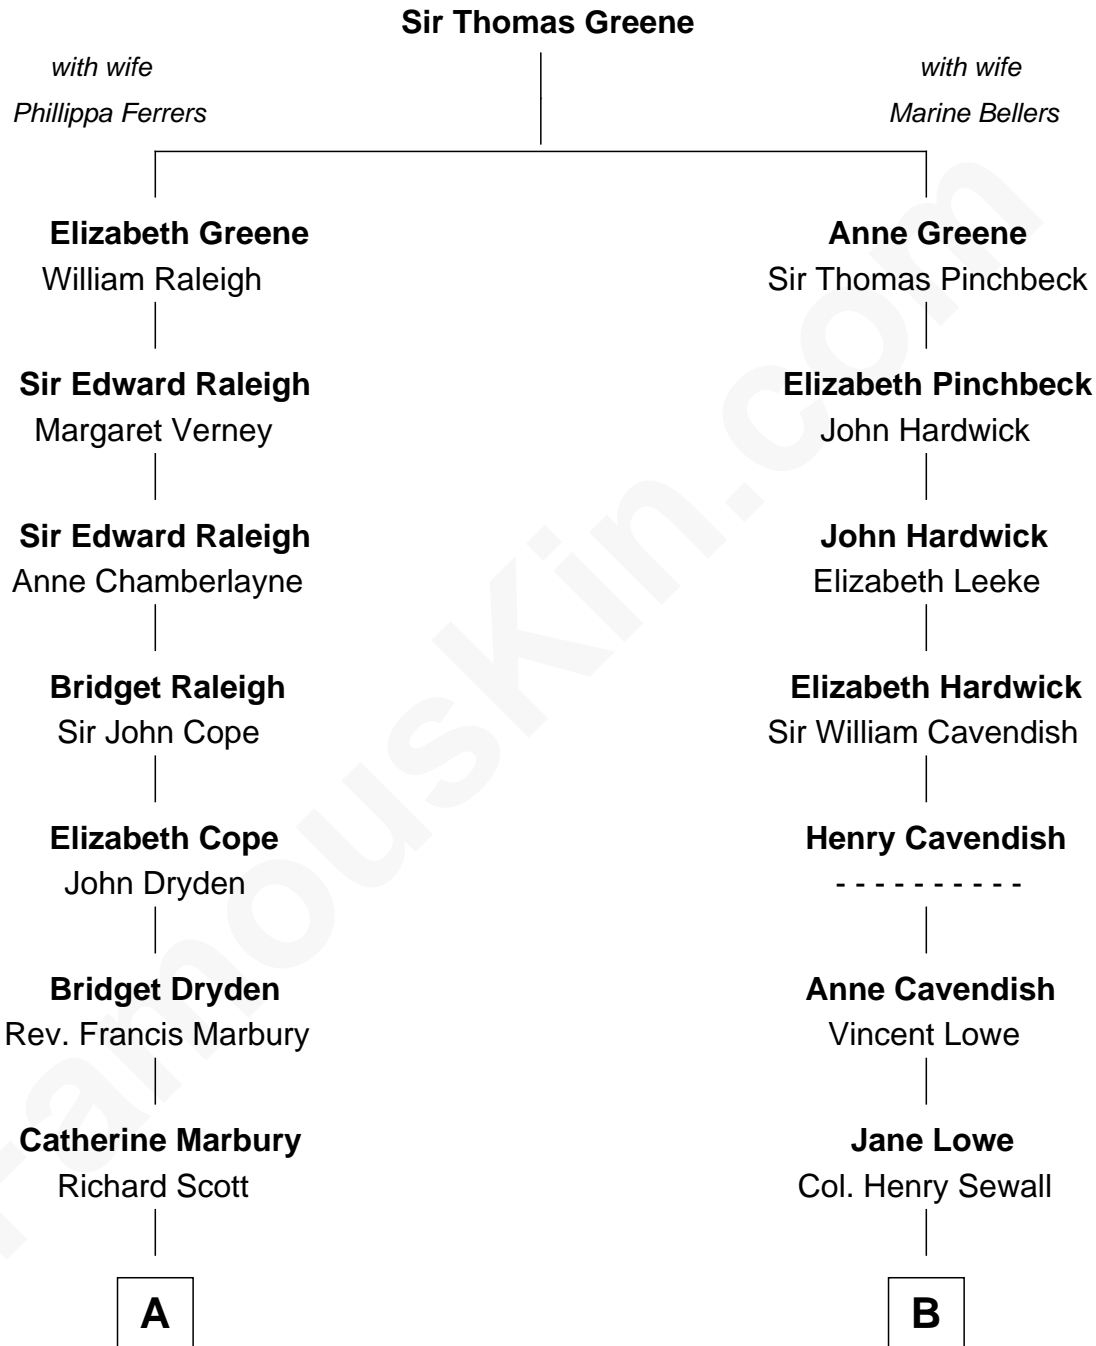 Sir Thomas Greene
with wife
Phillippa Ferrers
with wife
Marine Bellers
Elizabeth Greene
William Raleigh
Anne Greene
Sir Thomas Pinchbeck
Sir Edward Raleigh
Margaret Verney
Elizabeth Pinchbeck
John Hardwick
Sir Edward Raleigh
Anne Chamberlayne
John Hardwick
Elizabeth Leeke
Bridget Raleigh
Sir John Cope
Elizabeth Hardwick
Sir William Cavendish
Elizabeth Cope
John Dryden
Henry Cavendish
- - - - - - - - - -
Bridget Dryden
Rev. Francis Marbury
Anne Cavendish
Vincent Lowe
Catherine Marbury
Richard Scott
Jane Lowe
Col. Henry Sewall
A
B
FamousKin.com